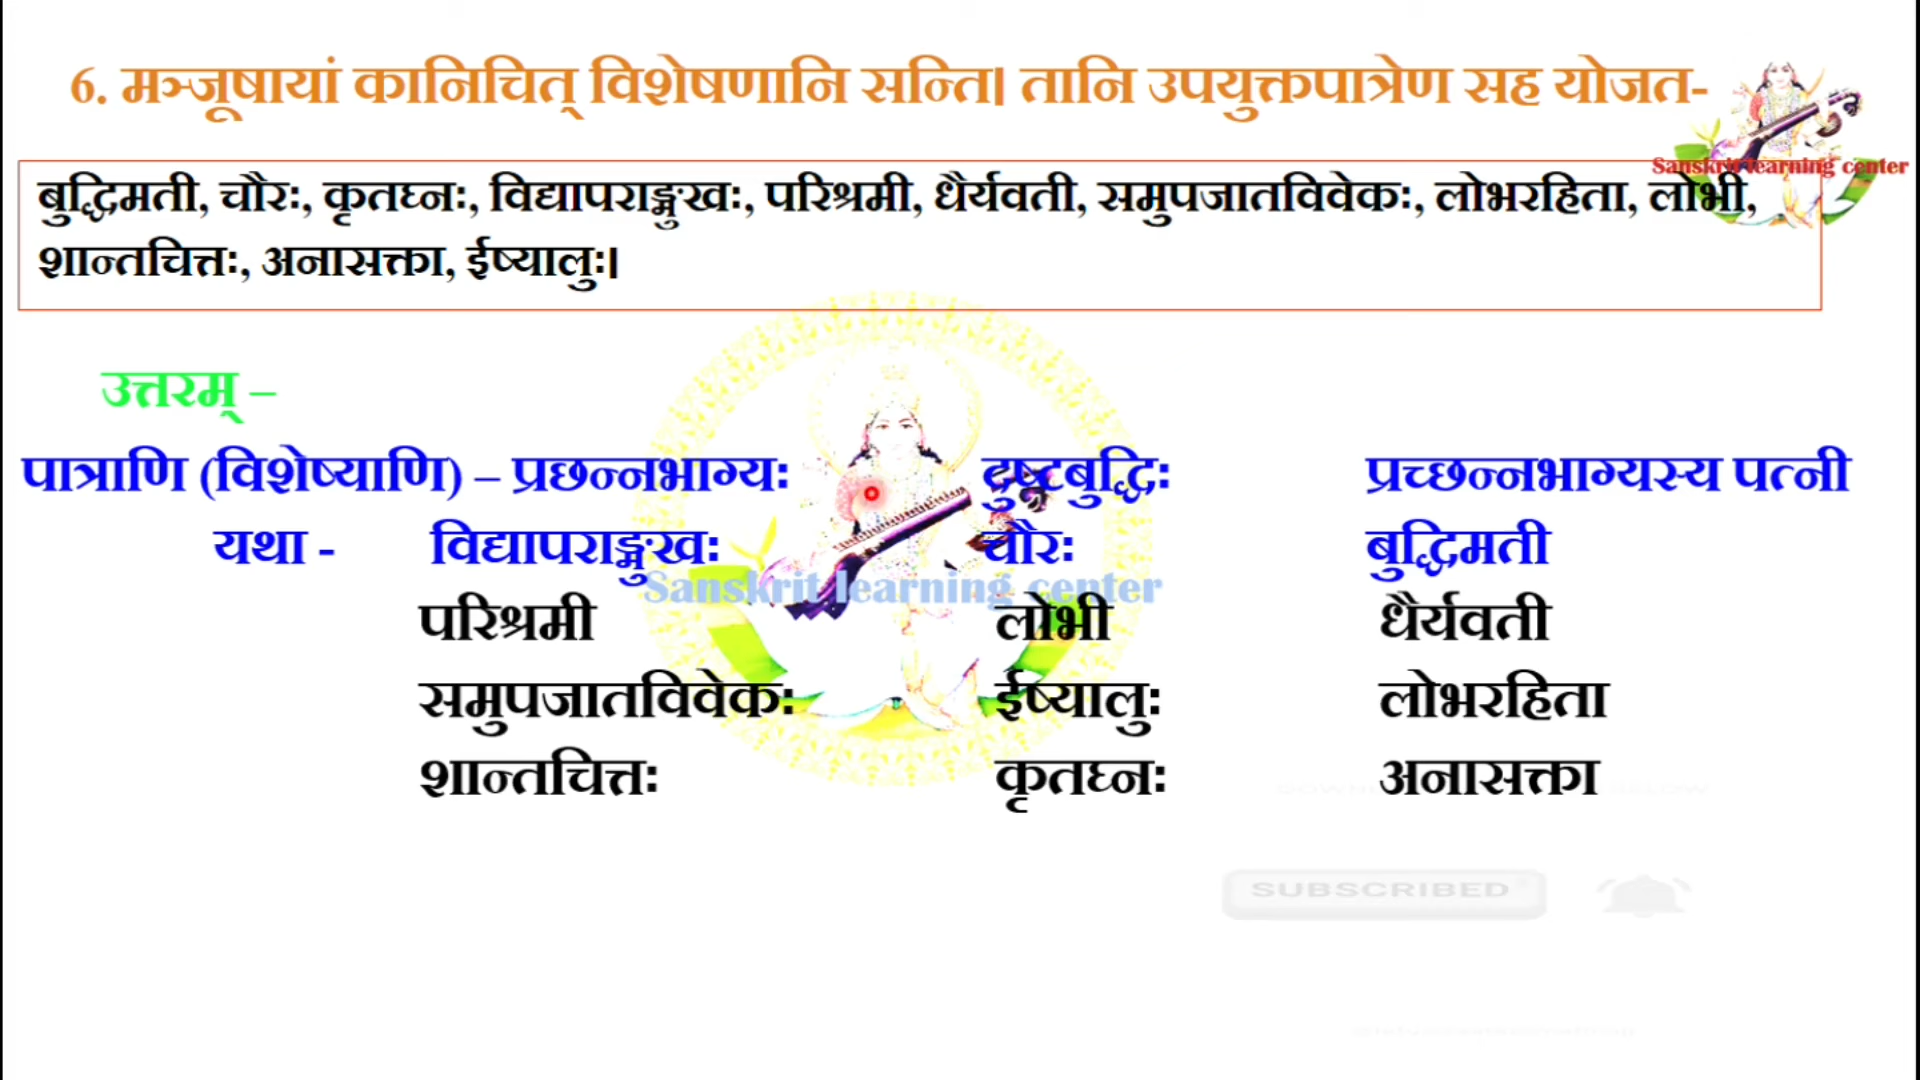 6. मञ्जूषायां कानिचित् विशेषणानि सन्ति। तानि उपयुक्तपात्रेण सह योजत-
Sanskrit learning center
बुद्धिमती, चौरः, कृतघ्नः, विद्यापराङ्मुखः, परिश्रमी, धैर्यवती, समुपजातविवेकः, लोभरहिता, लोभी,
शान्तचित्तः, अनासक्ता, ईष्यालुः।
उत्तरम् –
पात्राणि (विशेष्याणि) – प्रछन्नभाग्यः दुष्टबुद्धिः प्रच्छन्नभाग्यस्य पत्नी
यथा - विद्यापराङ्मुखः चौरः बुद्धिमती
Sanskrit learning center
परिश्रमी लोभी धैर्यवती
समुपजातविवेकः ईष्यालुः लोभरहिता
शान्तचित्तः कृतघ्नः अनासक्ता
SUBSCRIBED